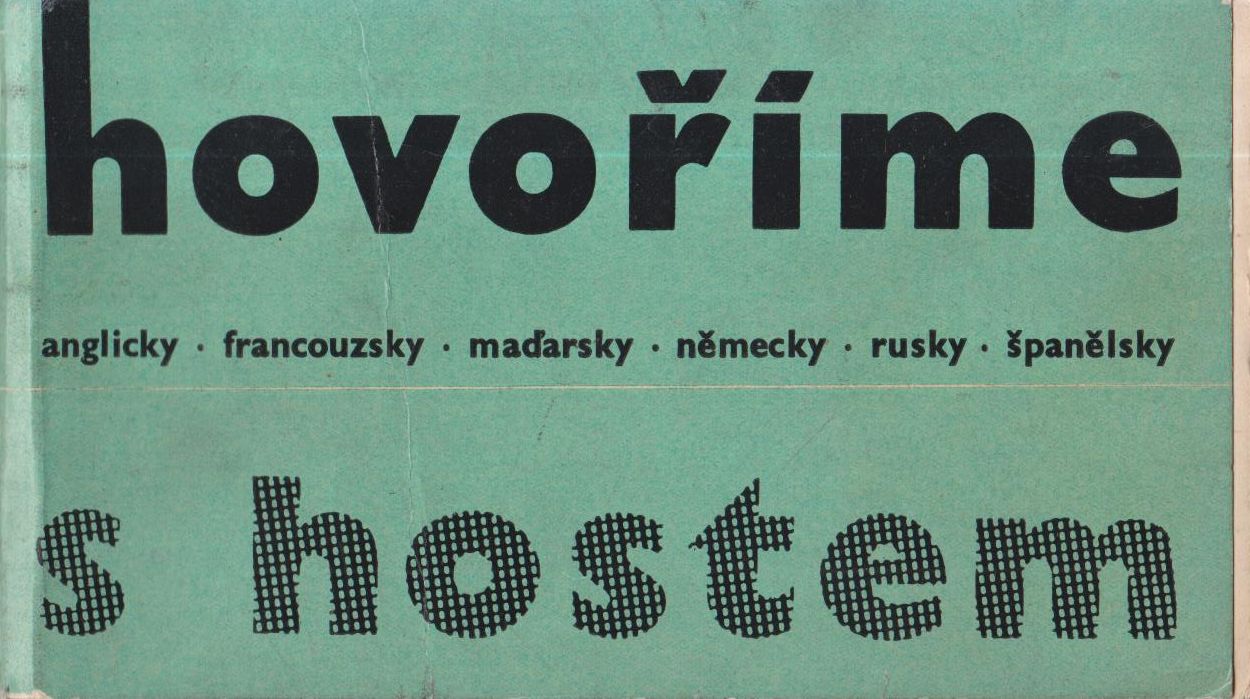 hovoříme
anglicky · francouzsky · maďarsky · německy · rusky · španělsky
s hostem